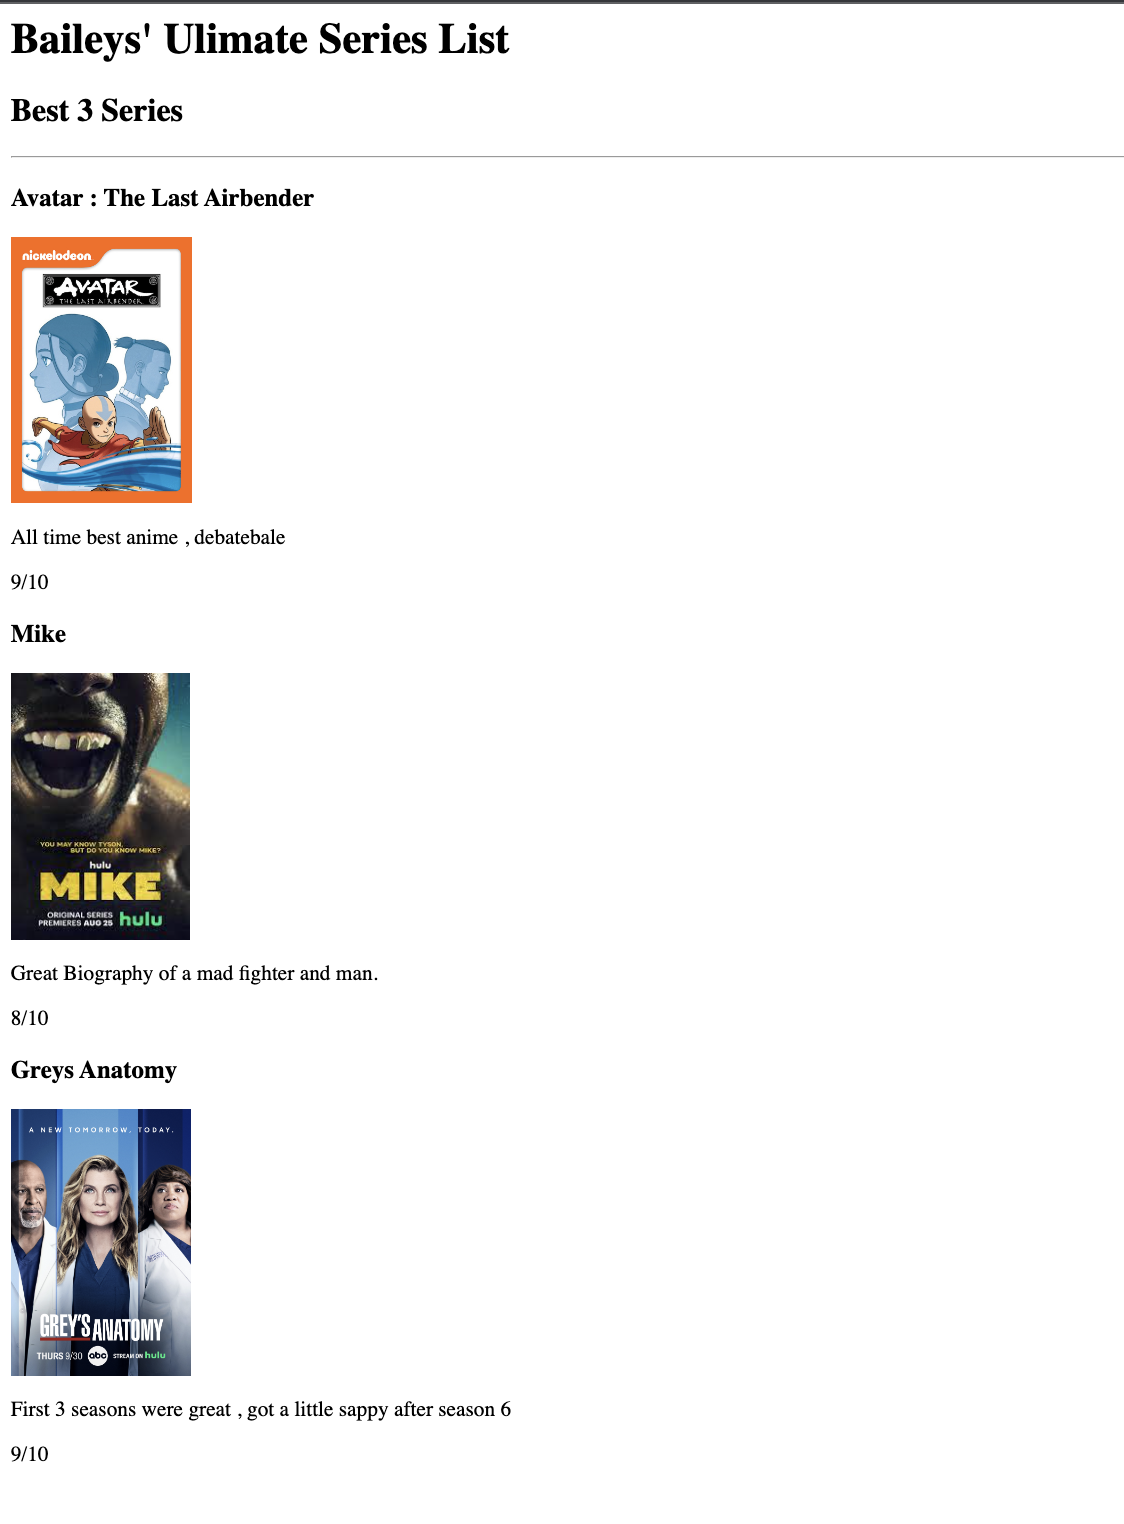 Baileys' Ulimate Series List
Best 3 Series
Avatar : The Last Airbender
nickelodeon
AVATAR
THE LAST AIRBENDER
All time best anime , debatebale
9/10
Mike
YOU MAY KNOW TYSON,
BUT DO YOU KNOW MIKE?
hulu
MIKE
ORIGINAL SERIES
PREMIERES AUG 25 hulu
Great Biography of a mad fighter and man.
8/10
Greys Anatomy
A NEW TOMORROW, TODAY.
GREY'S ANATOMY
THURS 9/30 abc STREAM ON hulu
First 3 seasons were great , got a little sappy after season 6
9/10